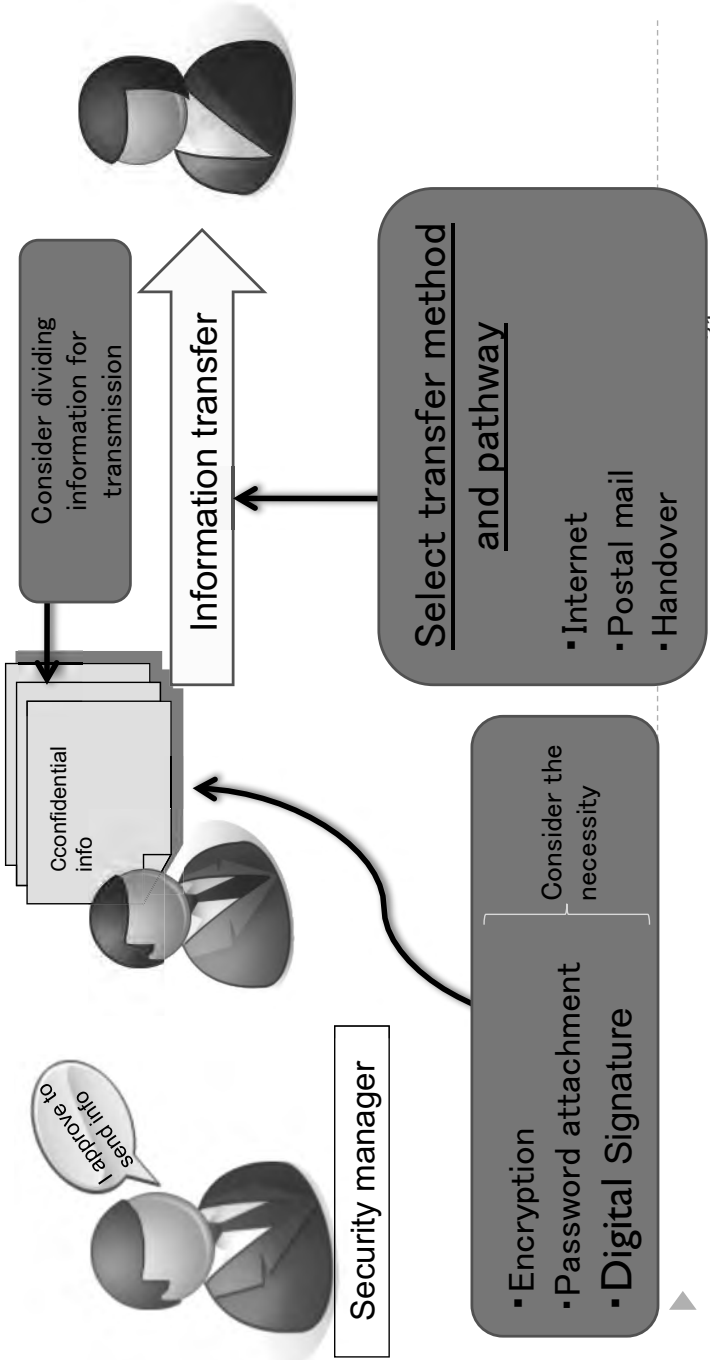 I approve to
send info
Security manager
Cconfidential
info
Consider dividing
information for
transmission
Information transfer
▪Encryption
▪Password attachment
▪Digital Signature
Consider the
necessity
Select transfer method
and pathway
▪Internet
▪Postal mail
▪Handover